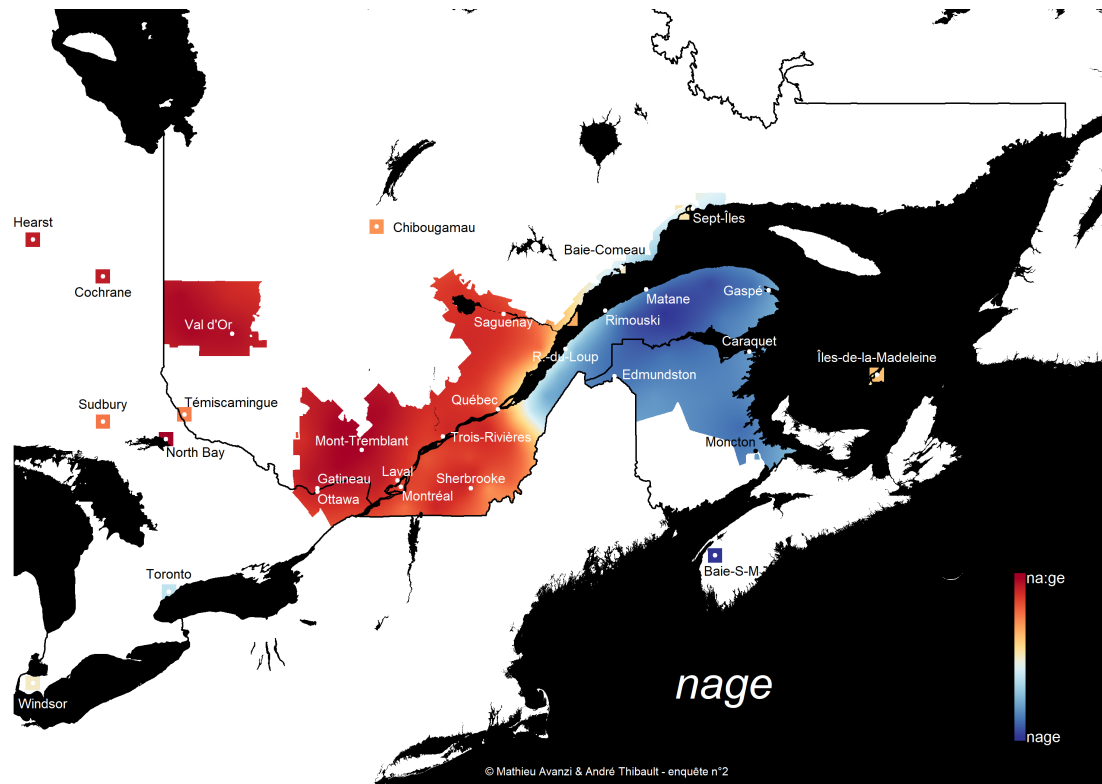 Hearst
Chibougamau
Sept-Îles
Baie-Comeau
Cochrane
Matane
Gaspé
Val d'Or
Saguenay
Rimouski
Caraquet
R.-du-Loup
Îles-de-la-Madeleine
Edmundston
Sudbury
Témiscamingue
Québec
Mont-Tremblant
Trois-Rivières
Moncton
North Bay
Laval
Gatineau
Sherbrooke
Ottawa
Montréal
Toronto
Baie-S-M-
na:ge
nage
Windsor
nage
© Mathieu Avanzi & André Thibault - enquête n°2